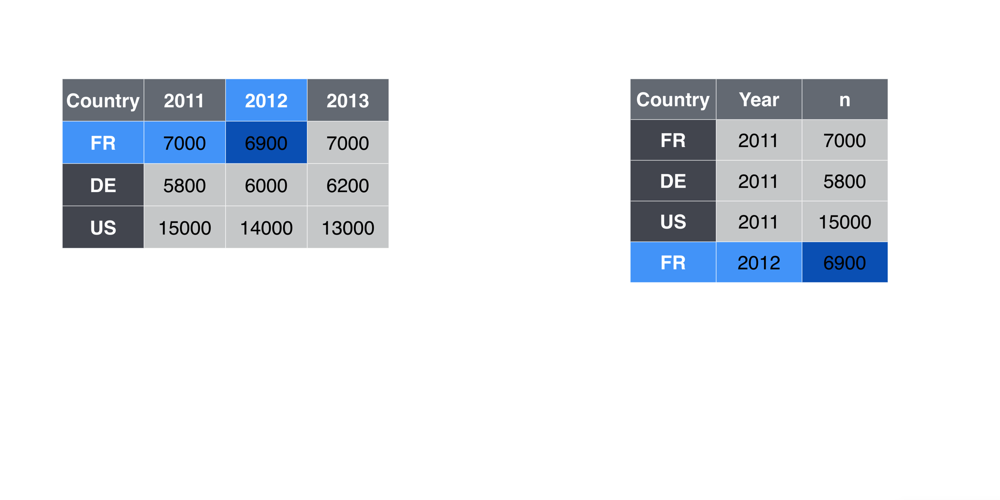 Country 2011 2012 2013
FR 7000 6900 7000
DE 5800 6000 6200
US 15000 14000 13000
Country Year n
FR 2011 7000
DE 2011 5800
US 2011 15000
FR 2012 6900